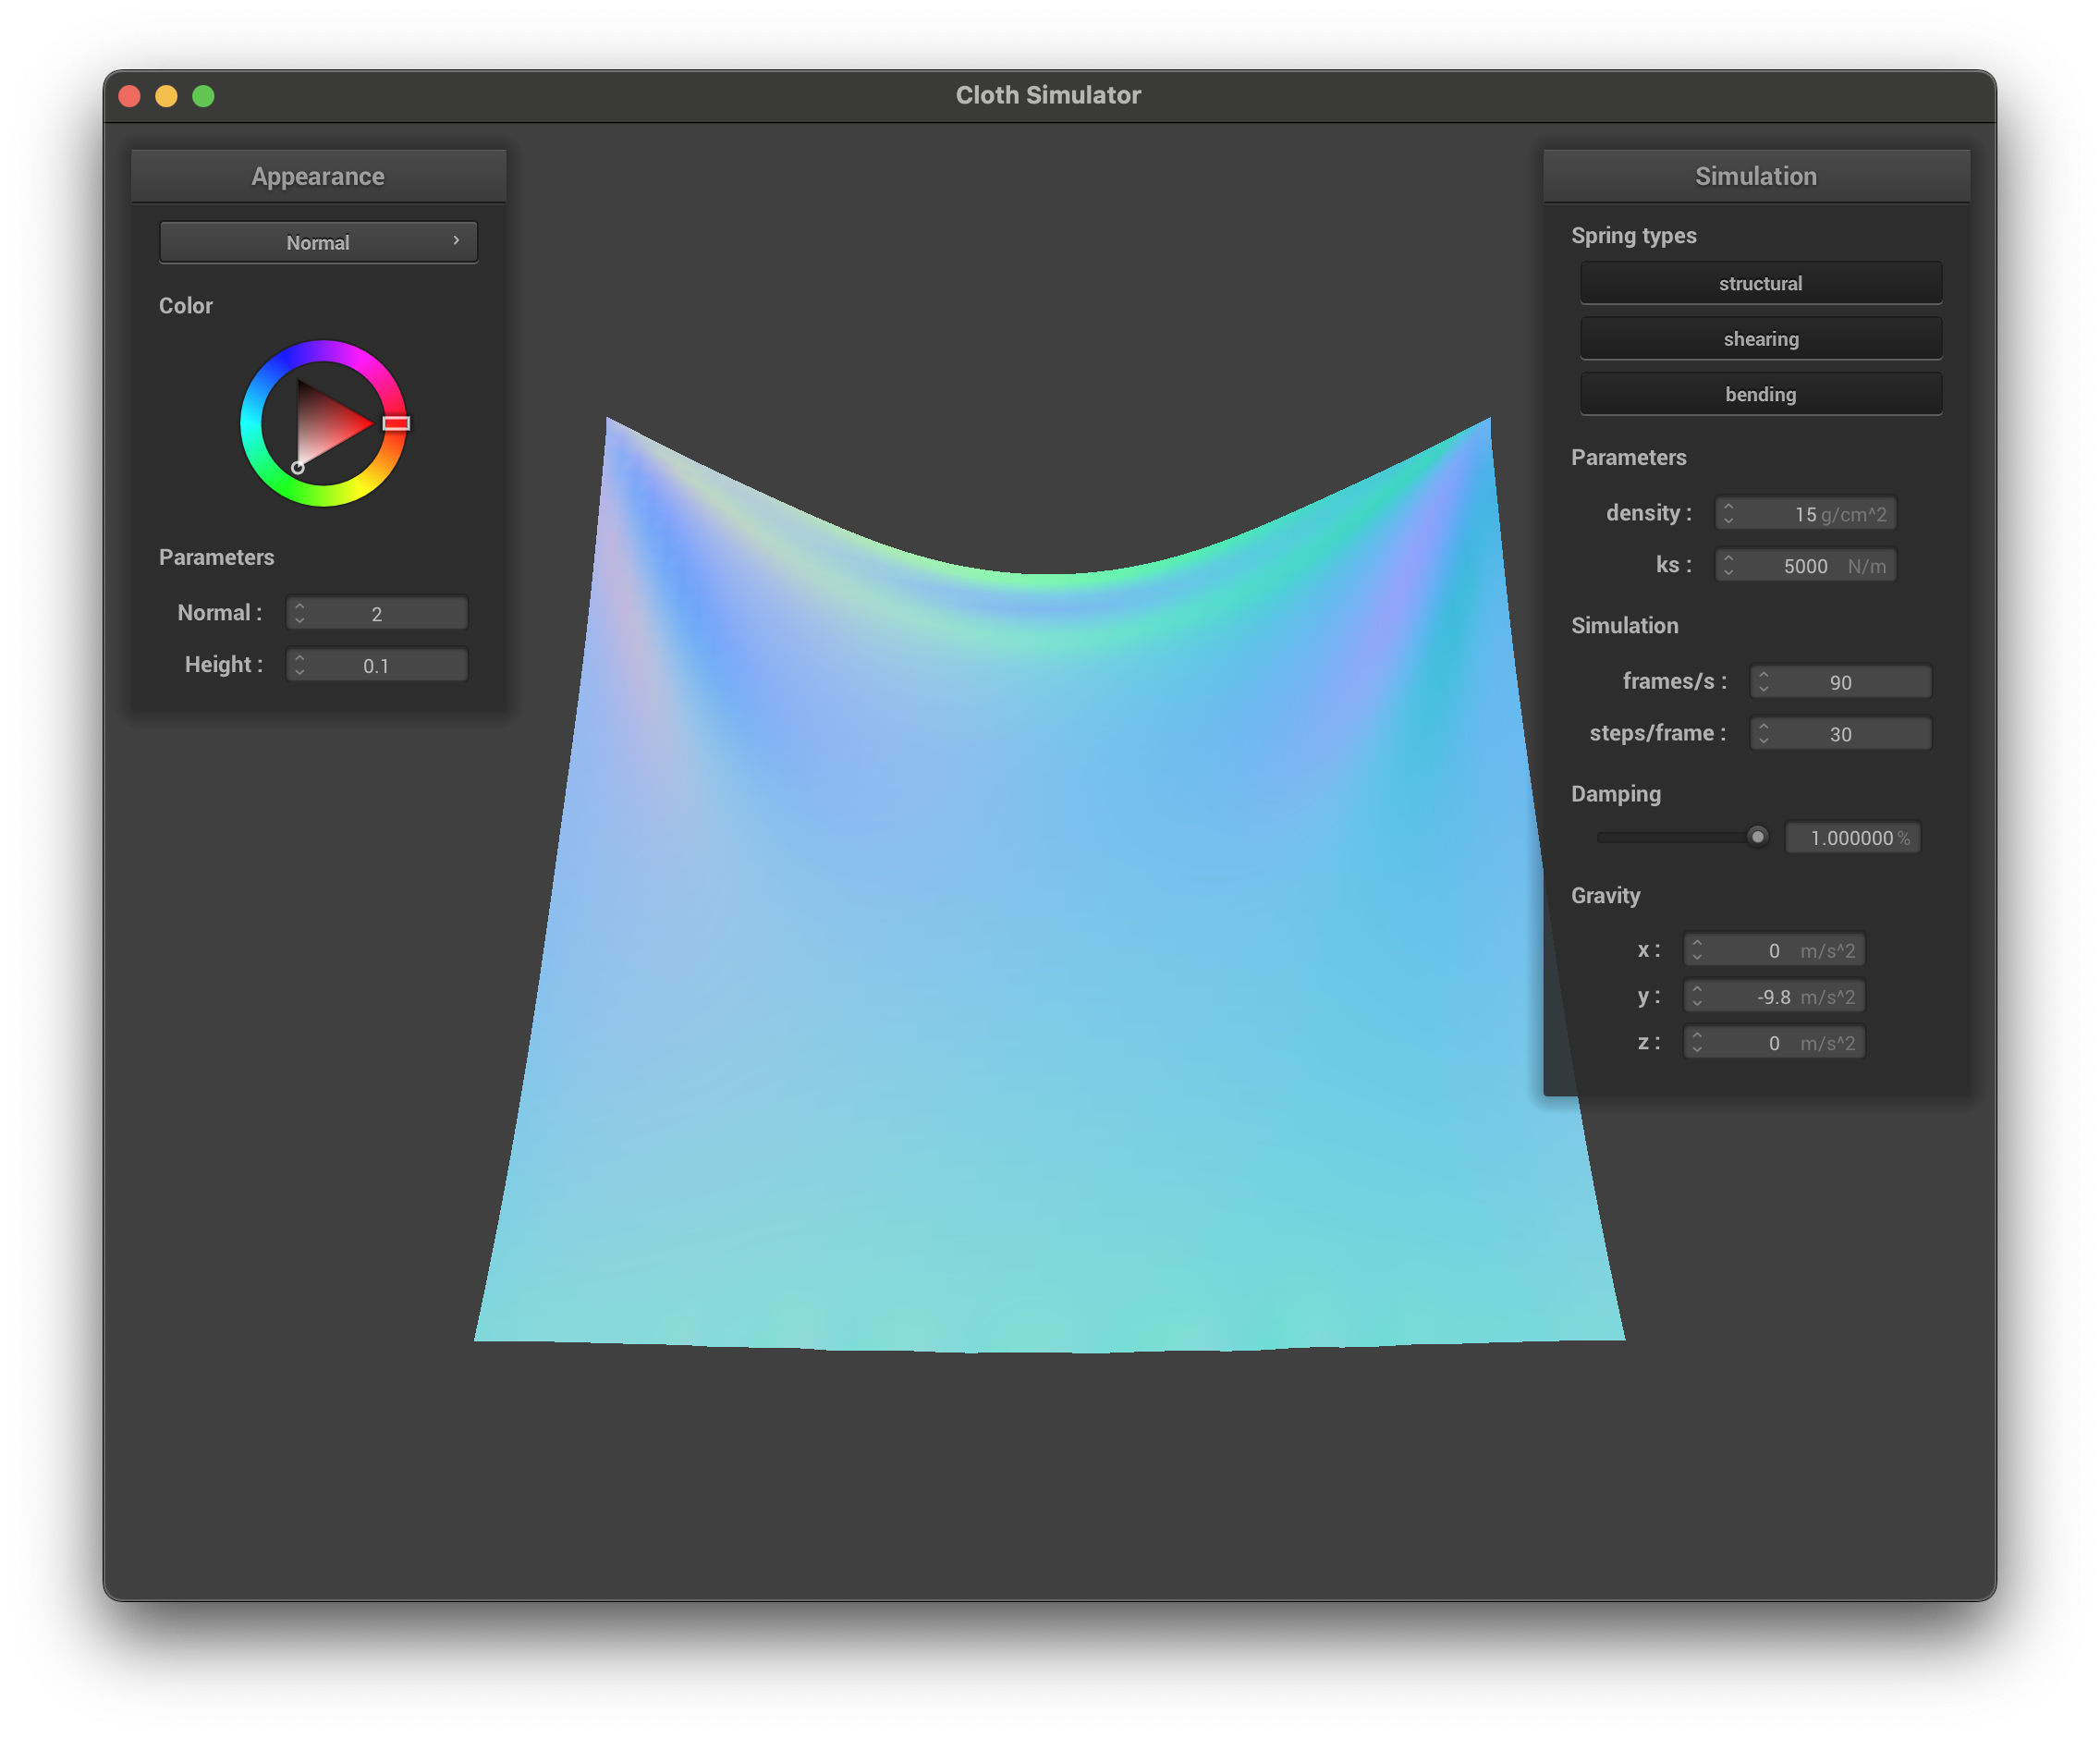 Cloth Simulator
Appearance
Normal
Color
Parameters
Normal : 2
Height : 0.1
Simulation
Spring types
structural
shearing
bending
Parameters
density : 15 g/cm^2
ks : 5000 N/m
Simulation
frames/s : 90
steps/frame : 30
Damping
1.000000 %
Gravity
x : 0 m/s^2
y : -9.8 m/s^2
z : 0 m/s^2